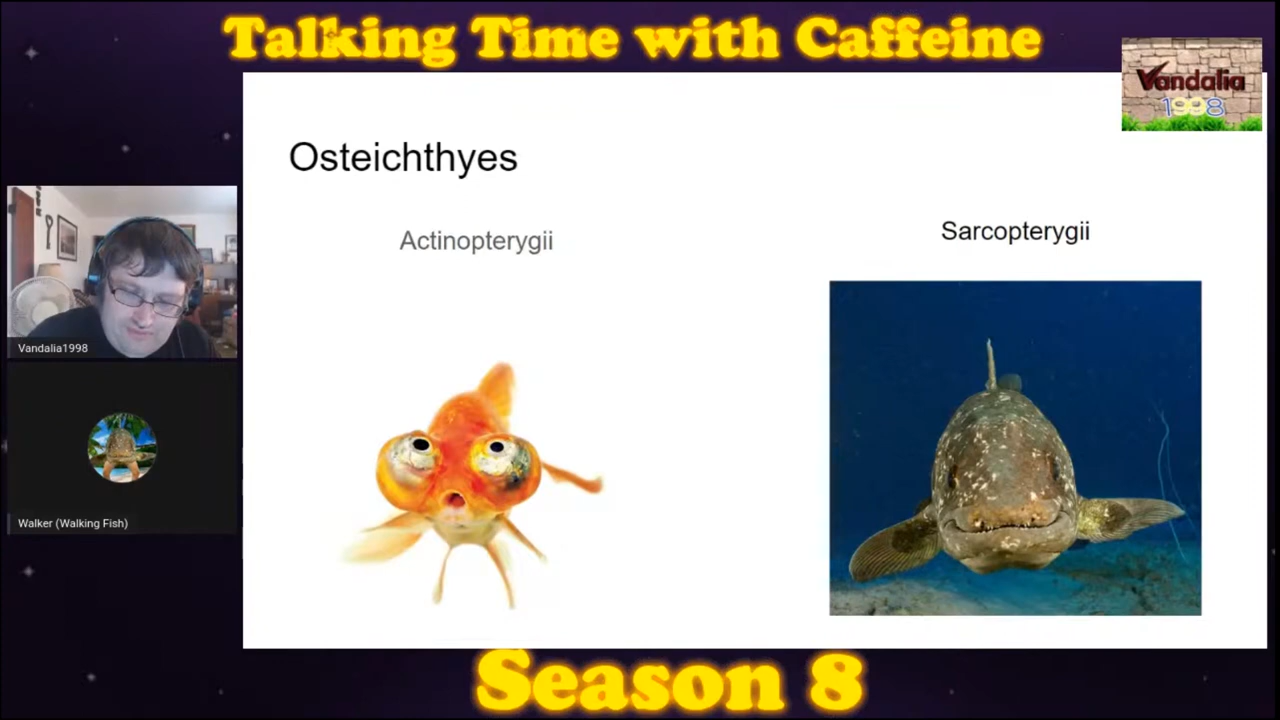 Talking Time with Caffeine
Vandalia
1998
Osteichthyes
Actinopterygii
Sarcopterygii
Vandalia1998
Walker (Walking Fish)
Season 8